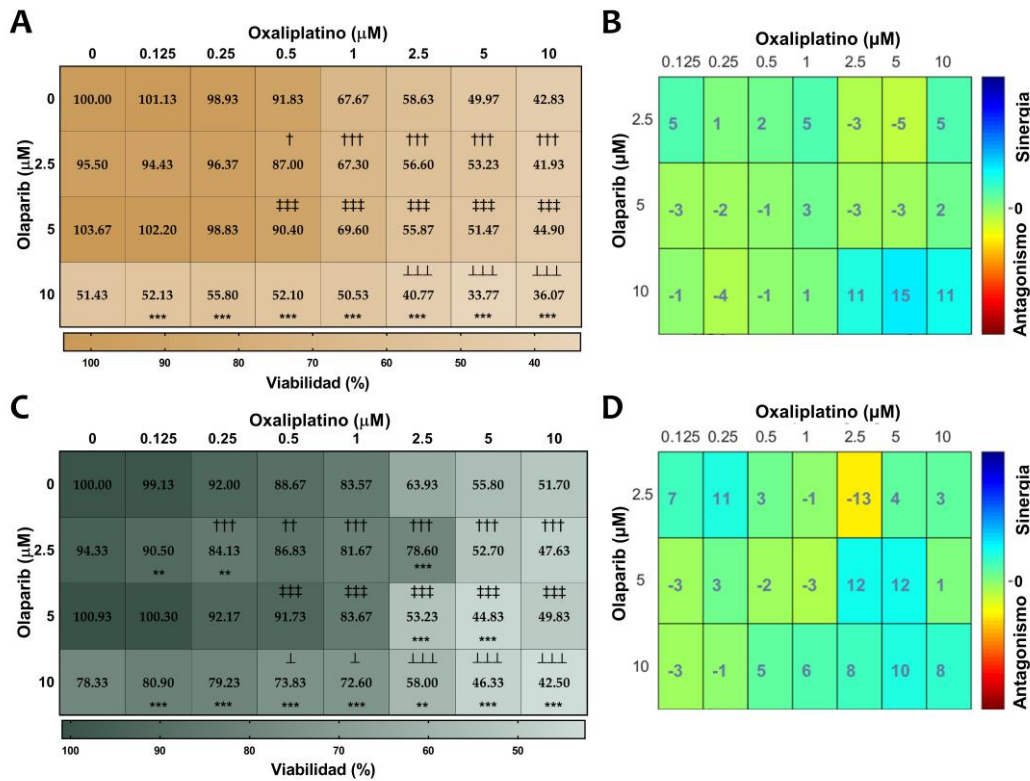 A
Oxaliplatino (μM)
0 0.125 0.25 0.5 1 2.5 5 10
Olaparib (μM)
0 100.00 101.13 98.93 91.83 67.67 58.63 49.97 42.83
† ††† ††† ††† †††
2.5 95.50 94.43 96.37 87.00 67.30 56.60 53.23 41.93
‡‡‡ ‡‡‡ ‡‡‡ ‡‡‡ ‡‡‡
5 103.67 102.20 98.83 90.40 69.60 55.87 51.47 44.90
⊥⊥⊥ ⊥⊥⊥ ⊥⊥⊥
10 51.43 52.13 55.80 52.10 50.53 40.77 33.77 36.07
*** *** *** *** *** *** ***
100 90 80 70 60 50 40
Viabilidad (%)
B
Oxaliplatino (μM)
0.125 0.25 0.5 1 2.5 5 10
Olaparib (μM)
2.5 5 1 2 5 -3 -5 5
5 -3 -2 -1 3 -3 -3 2
10 -1 -4 -1 1 11 15 11
Antagonismo -0 Sinergia
C
Oxaliplatino (μM)
0 0.125 0.25 0.5 1 2.5 5 10
Olaparib (μM)
0 100.00 99.13 92.00 88.67 83.57 63.93 55.80 51.70
††† †† ††† ††† ††† †††
2.5 94.33 90.50 84.13 86.83 81.67 78.60 52.70 47.63
** ** ***
‡‡‡ ‡‡‡ ‡‡‡ ‡‡‡ ‡‡‡
5 100.93 100.30 92.17 91.73 83.67 53.23 44.83 49.83
*** ***
⊥ ⊥ ⊥⊥⊥ ⊥⊥⊥ ⊥⊥⊥
10 78.33 80.90 79.23 73.83 72.60 58.00 46.33 42.50
*** *** *** *** ** *** ***
100 90 80 70 60 50
Viabilidad (%)
D
Oxaliplatino (μM)
0.125 0.25 0.5 1 2.5 5 10
Olaparib (μM)
2.5 7 11 3 -1 -13 4 3
5 -3 3 -2 -3 12 12 1
10 -3 -1 5 6 8 10 8
Antagonismo -0 Sinergia